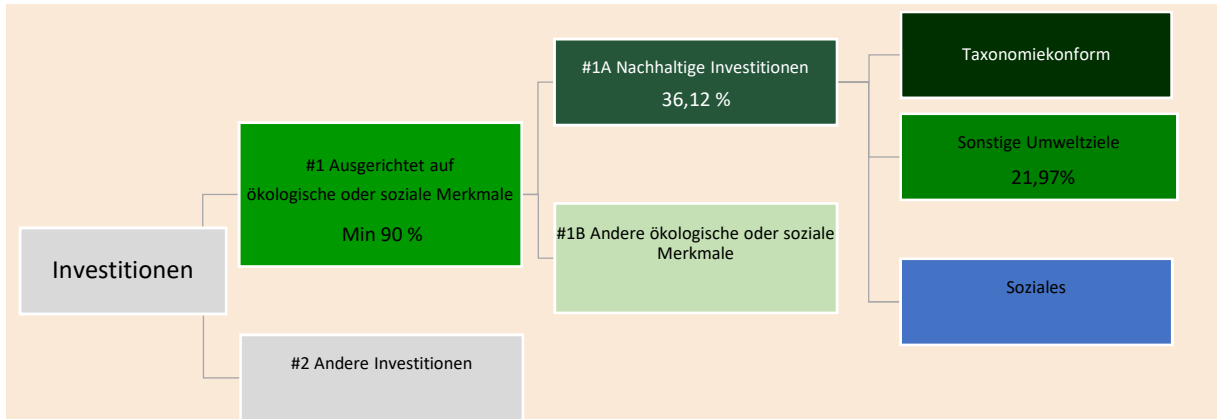 Investitionen
#1 Ausgerichtet auf
ökologische oder soziale Merkmale
Min 90 %
#2 Andere Investitionen
#1A Nachhaltige Investitionen
36,12 %
#1B Andere ökologische oder soziale
Merkmale
Taxonomiekonform
Sonstige Umweltziele
21,97%
Soziales